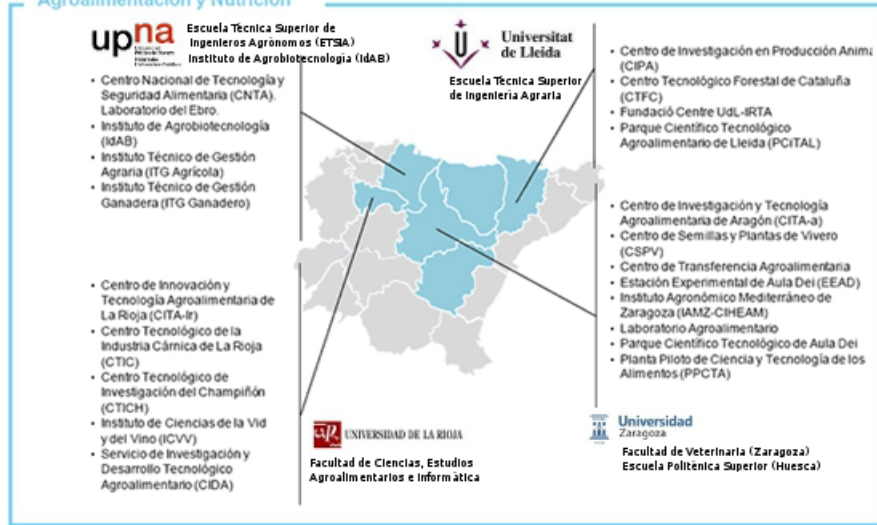 Agroalimentación y Nutrición
upna
Escuela Técnica Superior de
Ingenieros Agrònomos (ETSIA)
Instituto de Agrobiotecnologia (IdAB)
• Centro Nacional de Tecnología y
Seguridad Alimentaria (CNTA).
Laboratorio del Ebro.
• Instituto de Agrobiotecnología
(IdAB)
• Instituto Técnico de Gestión
Agraria (ITG Agrícola)
• Instituto Técnico de Gestión
Ganadera (ITG Ganadero)
Universitat
de Lleida
Escuela Tècnica Superior
de Ingenieria Agraria
• Centro de Investigación en Producción Anima
(CIPA)
• Centro Tecnológico Forestal de Cataluña
(CTFC)
• Fundació Centre UdL-IRTA
• Parque Científico Tecnológico
Agroalimentario de Lleida (PCiTAL)
• Centro de Investigación y Tecnología
Agroalimentaria de Aragón (CITA-a)
• Centro de Semillas y Plantas de Vivero
(CSPV)
• Centro de Transferencia Agroalimentaria
• Estación Experimental de Aula Dei (EEAD)
• Instituto Agronómico Mediterráneo de
Zaragoza (IAMZ-CIHEAM)
• Laboratorio Agroalimentario
• Parque Científico Tecnológico de Aula Dei
• Planta Piloto de Ciencia y Tecnología de los
Alimentos (PPCTA)
• Centro de Innovación y
Tecnología Agroalimentaria de
La Rioja (CITA-lr)
• Centro Tecnológico de la
Industria Cárnica de La Rioja
(CTIC)
• Centro Tecnológico de
Investigación del Champiñón
(CTICH)
• Instituto de Ciencias de la Vid
y del Vino (ICVV)
• Servicio de Investigación y
Desarrollo Tecnológico
Agroalimentario (CIDA)
UNIVERSIDAD DE LA RIOJA
Facultad de Ciencias, Estudios
Agroalimentarios e Informàtica
Universidad
Zaragoza
Facultad de Veterinaria (Zaragoza)
Escuela Politènica Superior (Huesca)